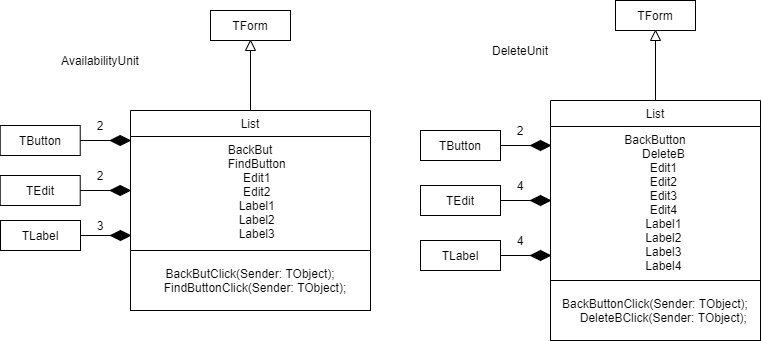 TForm
AvailabilityUnit
List
TButton
2
TEdit
2
TLabel
3
BackBut
FindButton
Edit1
Edit2
Label1
Label2
Label3
BackButClick(Sender: TObject);
FindButtonClick(Sender: TObject);
TForm
DeleteUnit
List
TButton
2
TEdit
4
TLabel
4
BackButton
DeleteB
Edit1
Edit2
Edit3
Edit4
Label1
Label2
Label3
Label4
BackButtonClick(Sender: TObject);
DeleteBClick(Sender: TObject);